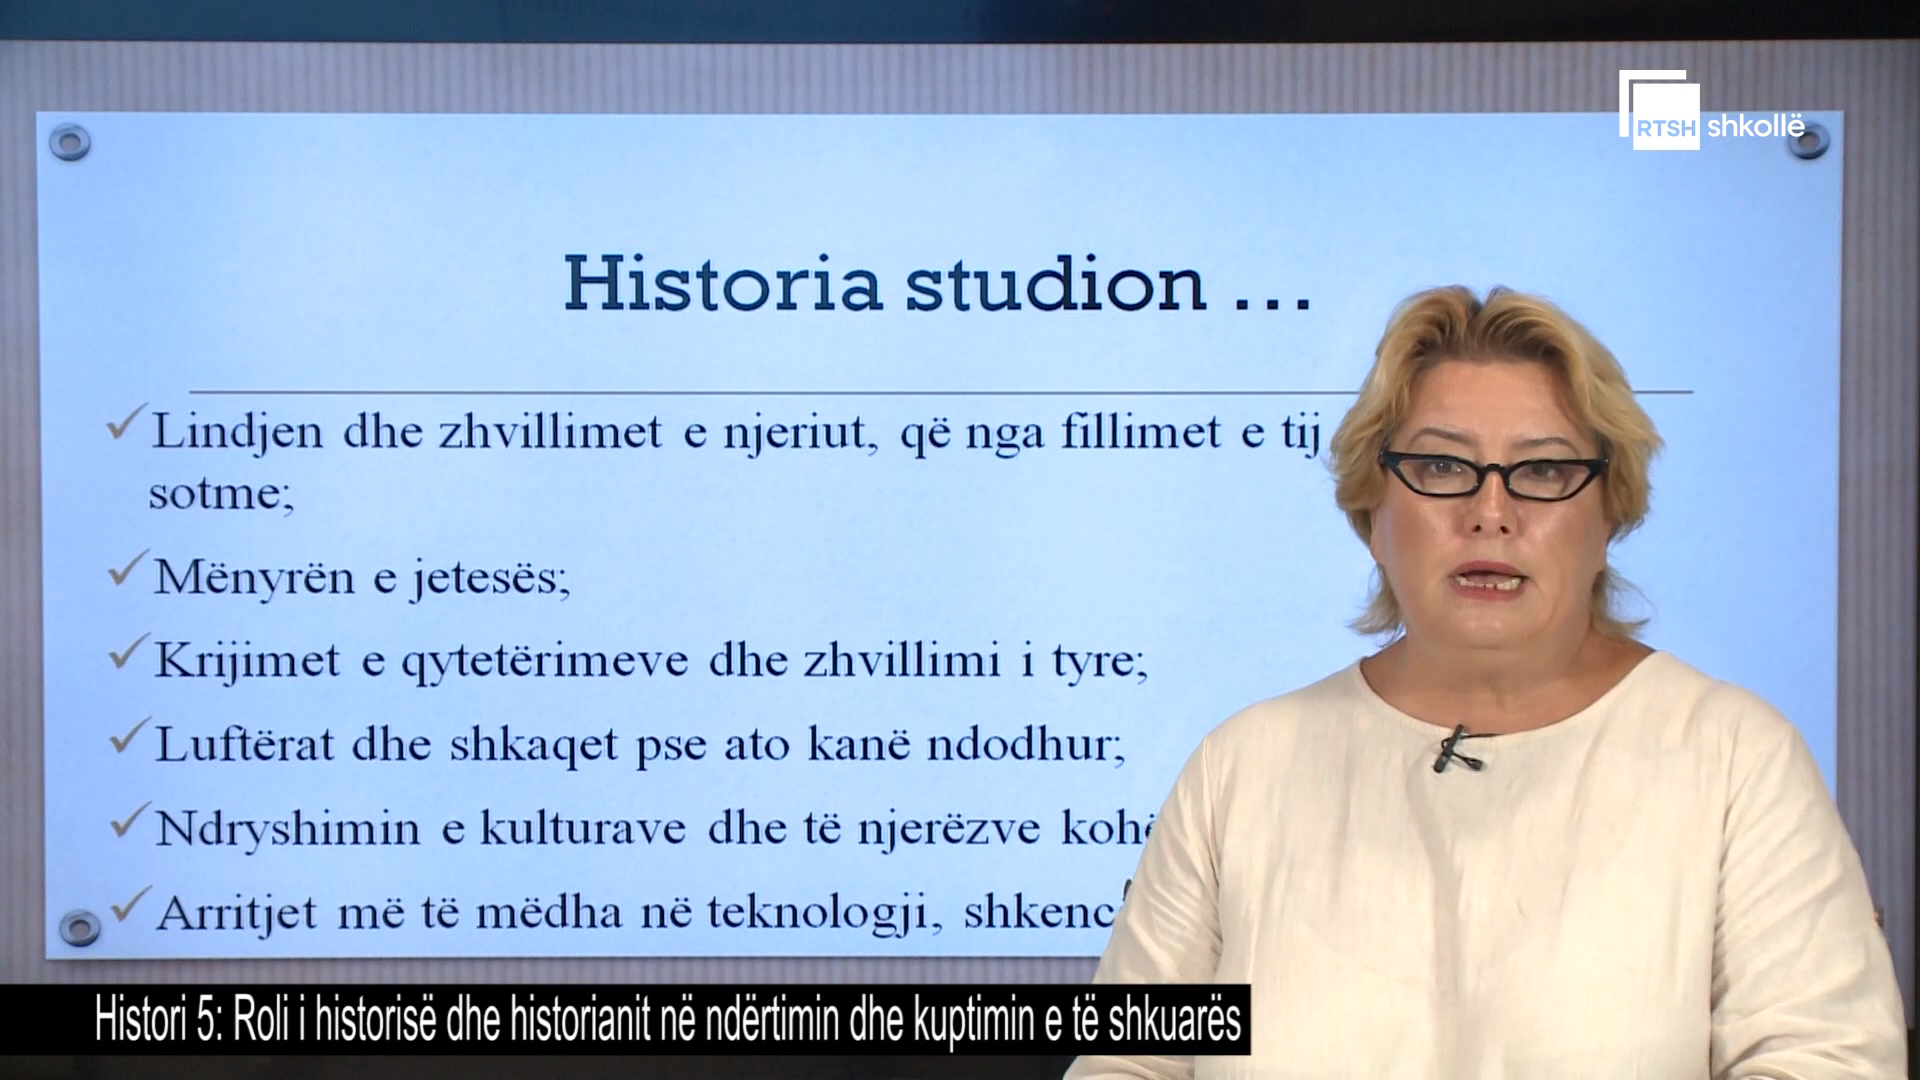 RTSH shkollë
Historia studion ...
Lindjen dhe zhvillimet e njeriut, që nga fillimet e tij
sotme;
Mënyrën e jetesës;
Krijimet e qytetërimeve dhe zhvillimi i tyre;
Luftërat dhe shkaqet pse ato kanë ndodhur;
Ndryshimin e kulturave dhe të njerëzve
Arritjet më të mëdha në teknologji,
Histori 5: Roli i historisë dhe historianit në ndërtimin dhe kuptimin e të shkuarës